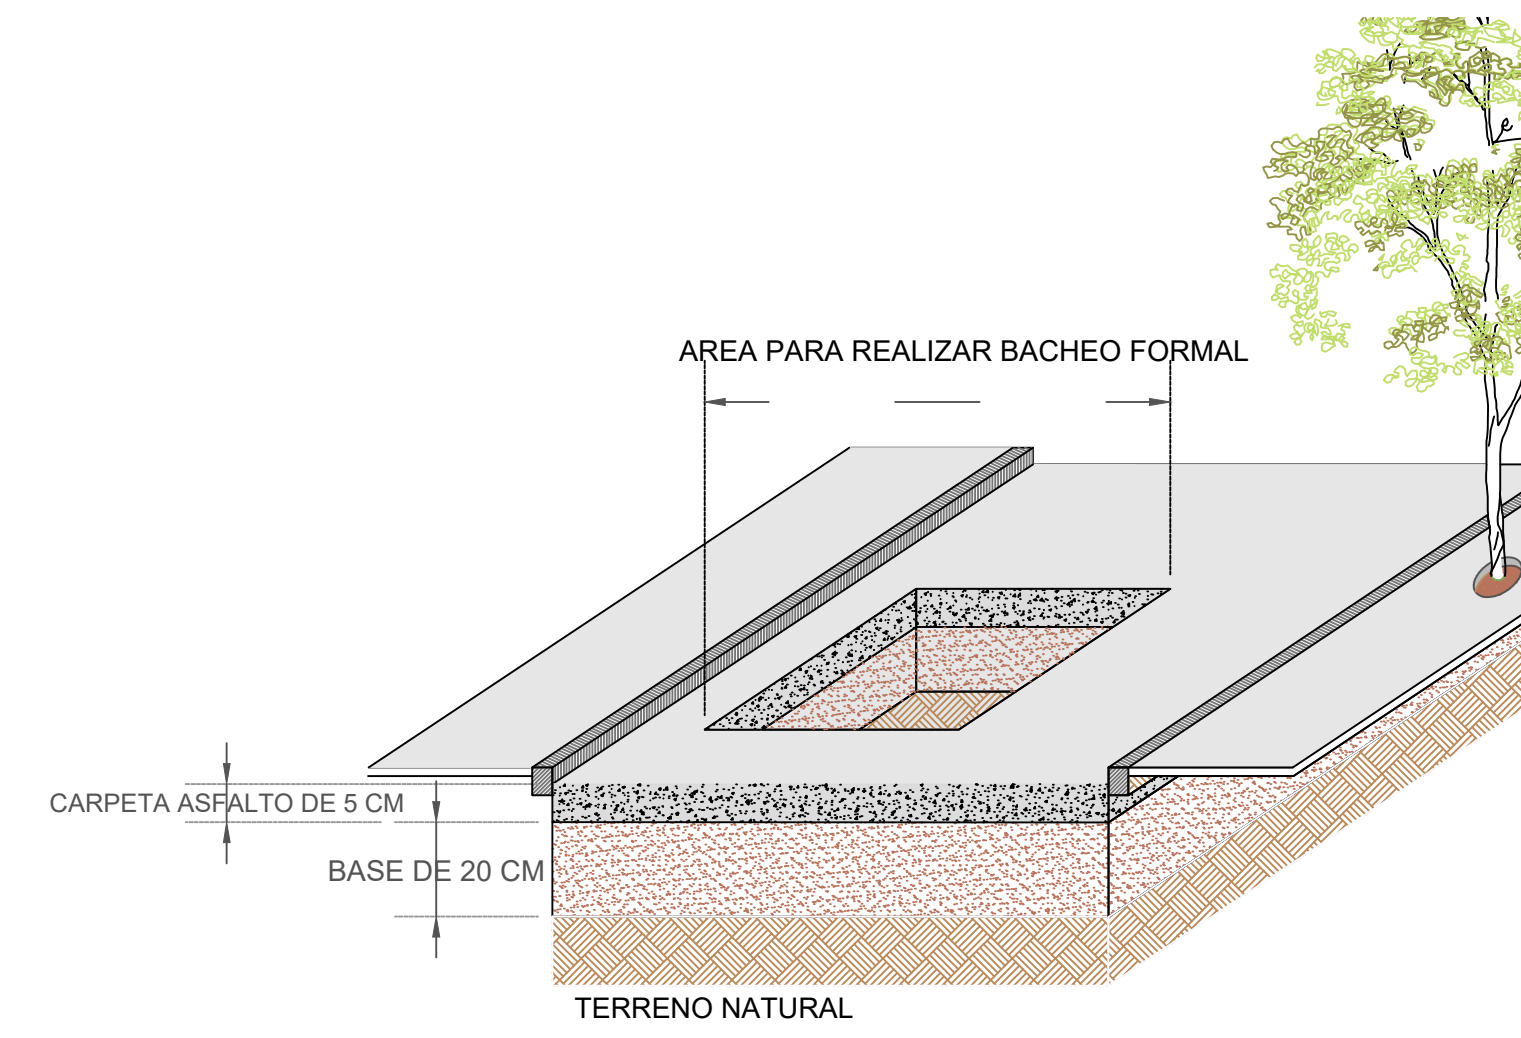 AREA PARA REALIZAR BACHEO FORMAL
CARPETA ASFALTO DE 5 CM
BASE DE 20 CM
TERRENO NATURAL